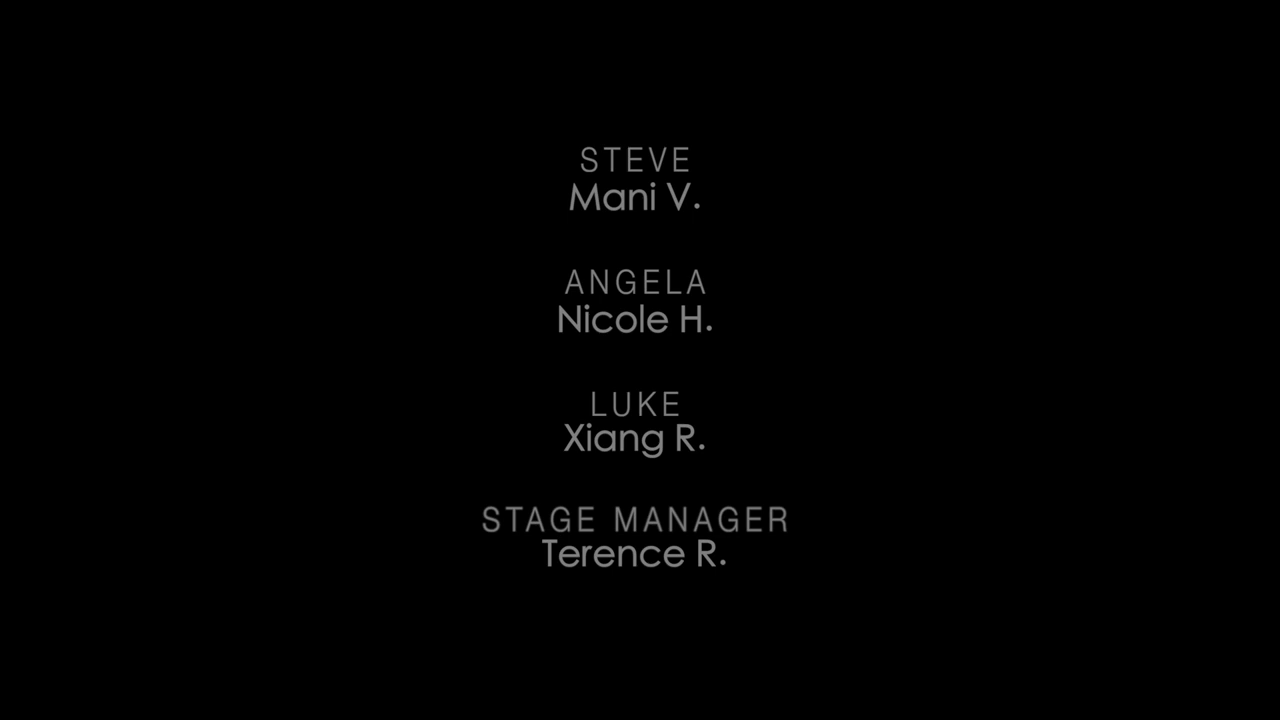 STEVE
Mani V.
ANGELA
Nicole H.
LUKE
Xiang R.
STAGE MANAGER
Terence R.